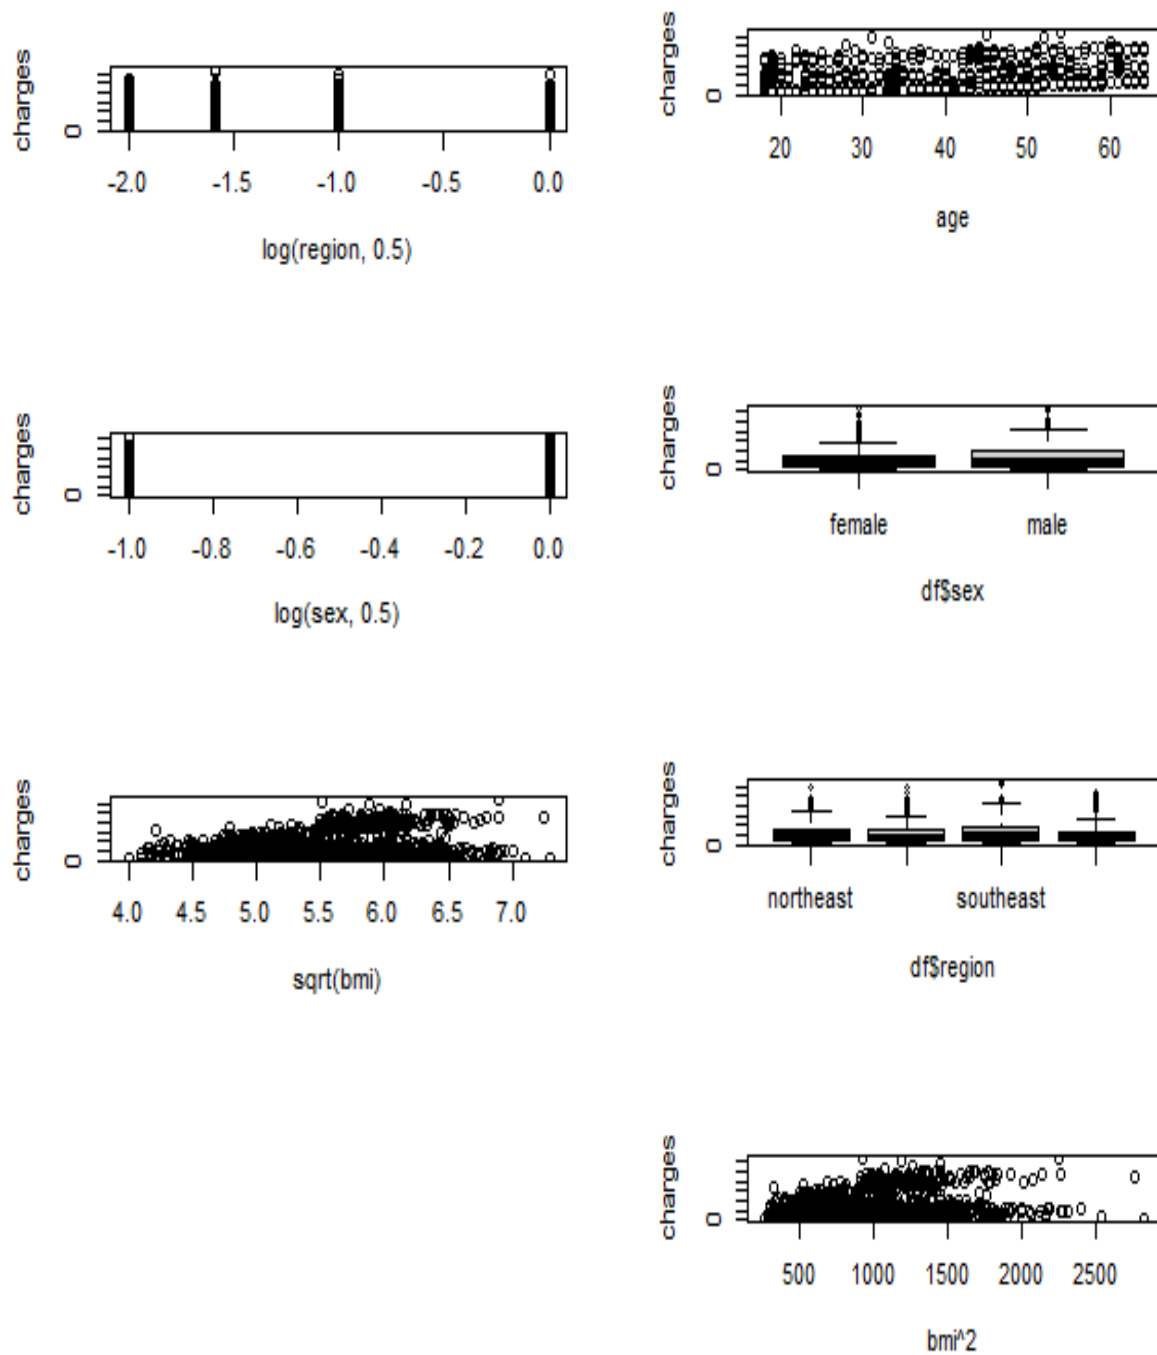 charges
0
-2.0 -1.5 -1.0 -0.5 0.0
log(region, 0.5)
charges
0
20 30 40 50 60
age
charges
0
-1.0 -0.8 -0.6 -0.4 -0.2 0.0
log(sex, 0.5)
charges
0
female male
df$sex
charges
0
4.0 4.5 5.0 5.5 6.0 6.5 7.0
sqrt(bmi)
charges
0
northeast southeast
df$region
charges
0
500 1000 1500 2000 2500
bmi^2